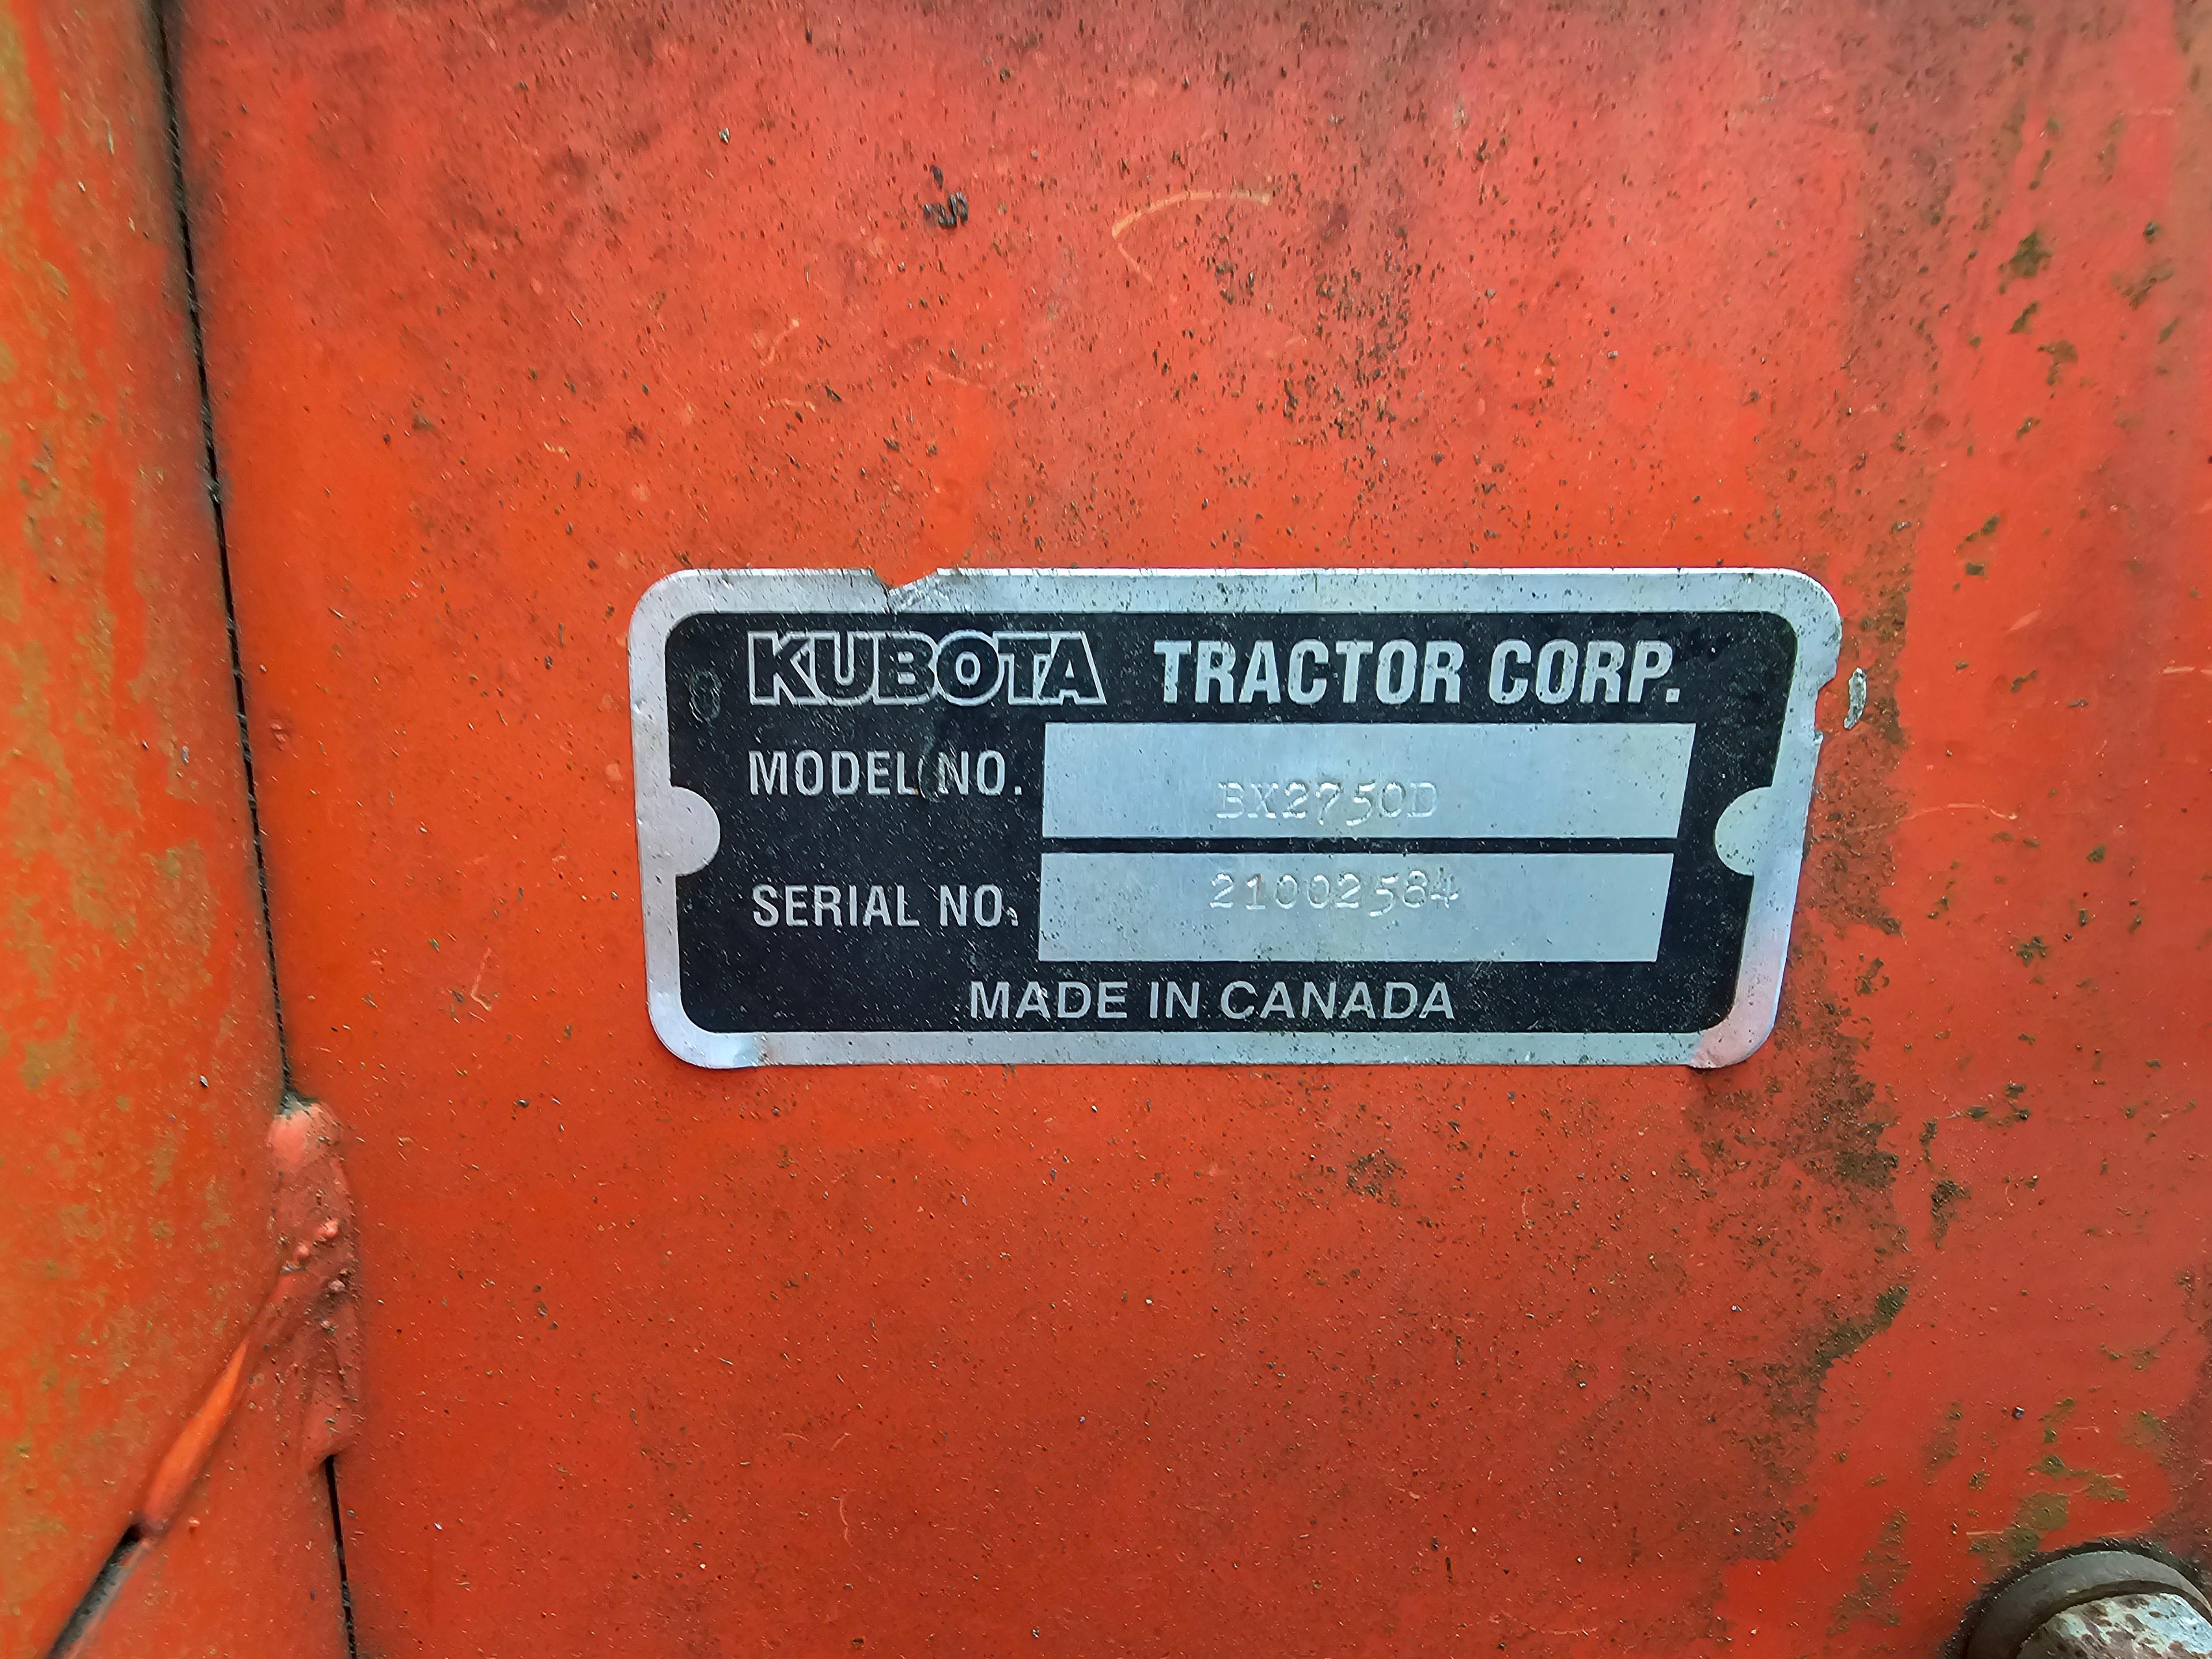 KUBOTA TRACTOR CORP.
MODEL NO. BX2750D
SERIAL NO. 21002584
MADE IN CANADA